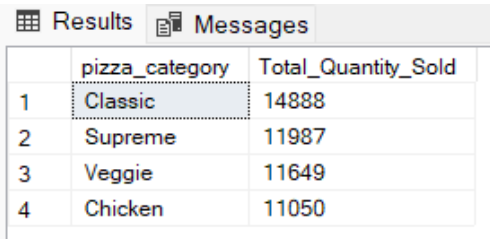 Results Messages
pizza_category Total_Quantity_Sold
1 Classic 14888
2 Supreme 11987
3 Veggie 11649
4 Chicken 11050